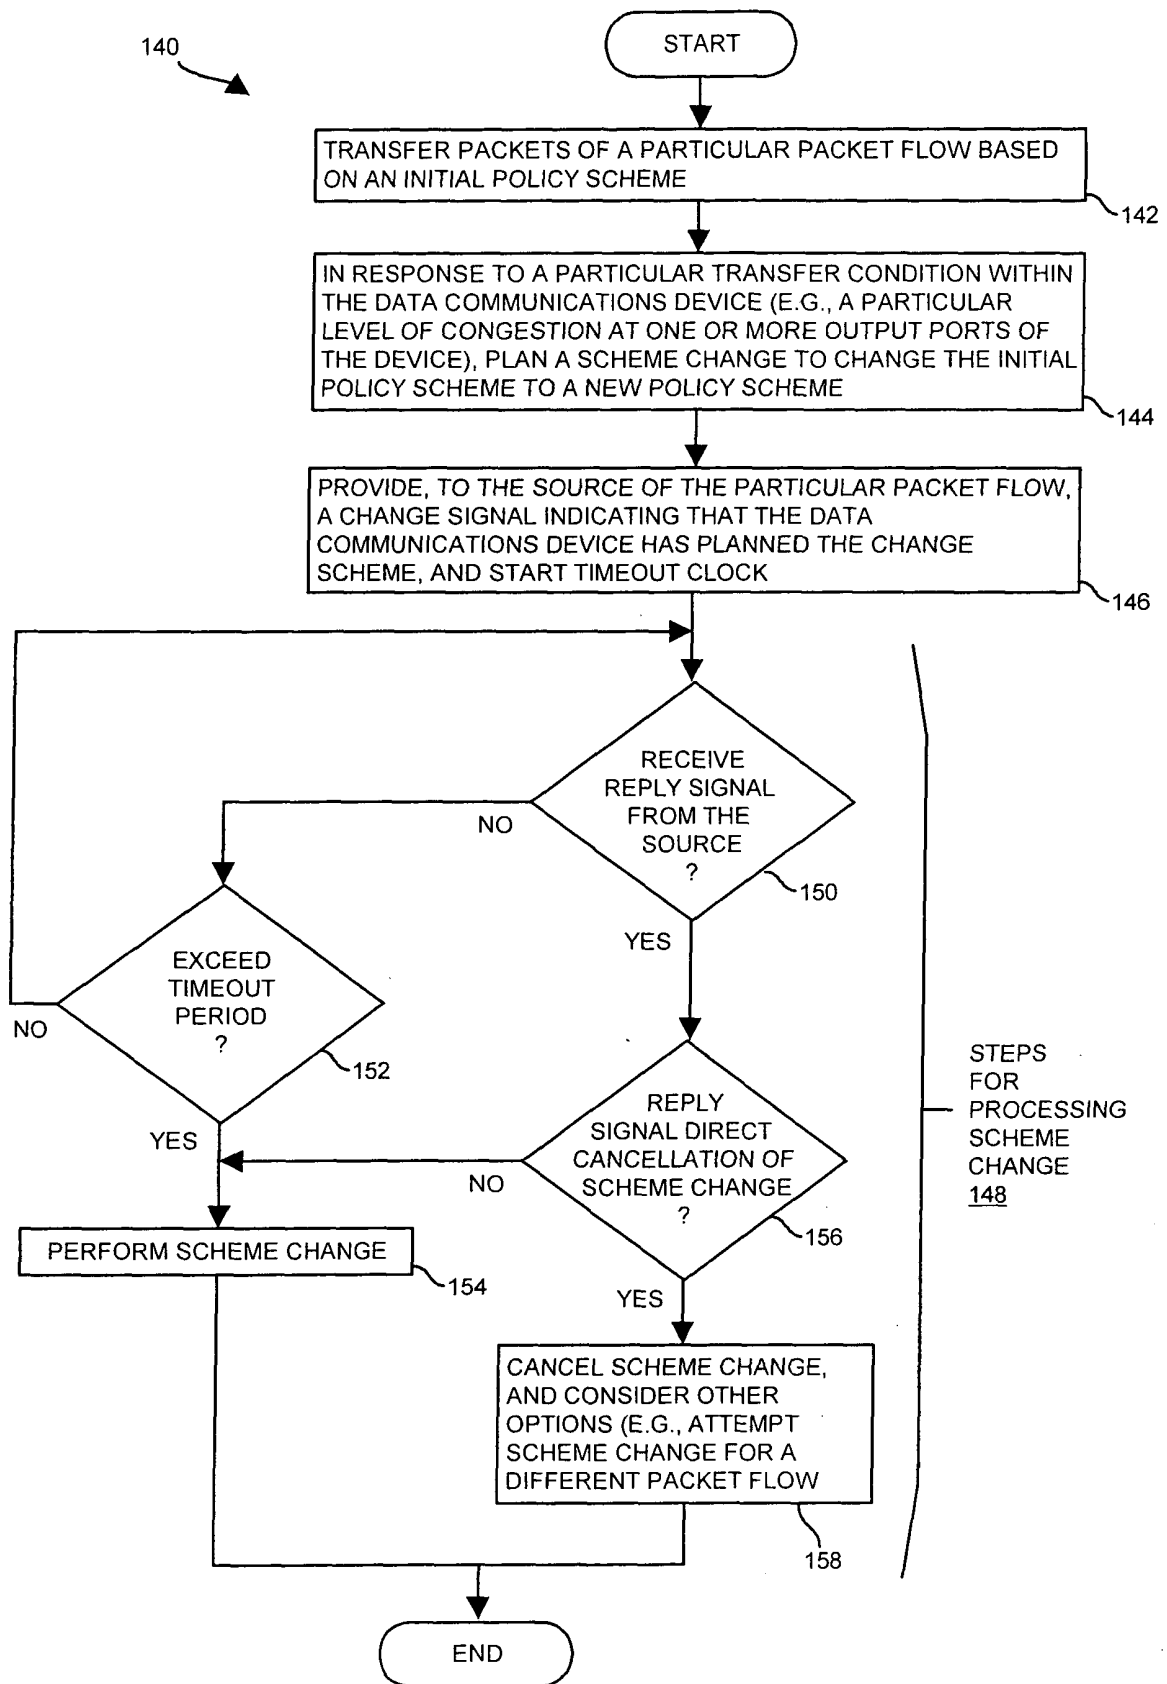 140
START
TRANSFER PACKETS OF A PARTICULAR PACKET FLOW BASED
ON AN INITIAL POLICY SCHEME
142
IN RESPONSE TO A PARTICULAR TRANSFER CONDITION WITHIN
THE DATA COMMUNICATIONS DEVICE (E.G., A PARTICULAR
LEVEL OF CONGESTION AT ONE OR MORE OUTPUT PORTS OF
THE DEVICE), PLAN A SCHEME CHANGE TO CHANGE THE INITIAL
POLICY SCHEME TO A NEW POLICY SCHEME
144
PROVIDE, TO THE SOURCE OF THE PARTICULAR PACKET FLOW,
A CHANGE SIGNAL INDICATING THAT THE DATA
COMMUNICATIONS DEVICE HAS PLANNED THE CHANGE
SCHEME, AND START TIMEOUT CLOCK
146
RECEIVE
REPLY SIGNAL
FROM THE
SOURCE
?
150
NO
YES
EXCEED
TIMEOUT
PERIOD
?
152
NO
YES
REPLY
SIGNAL DIRECT
CANCELLATION OF
SCHEME CHANGE
?
156
NO
YES
STEPS
FOR
PROCESSING
SCHEME
CHANGE
148
PERFORM SCHEME CHANGE
154
CANCEL SCHEME CHANGE,
AND CONSIDER OTHER
OPTIONS (E.G., ATTEMPT
SCHEME CHANGE FOR A
DIFFERENT PACKET FLOW
158
END